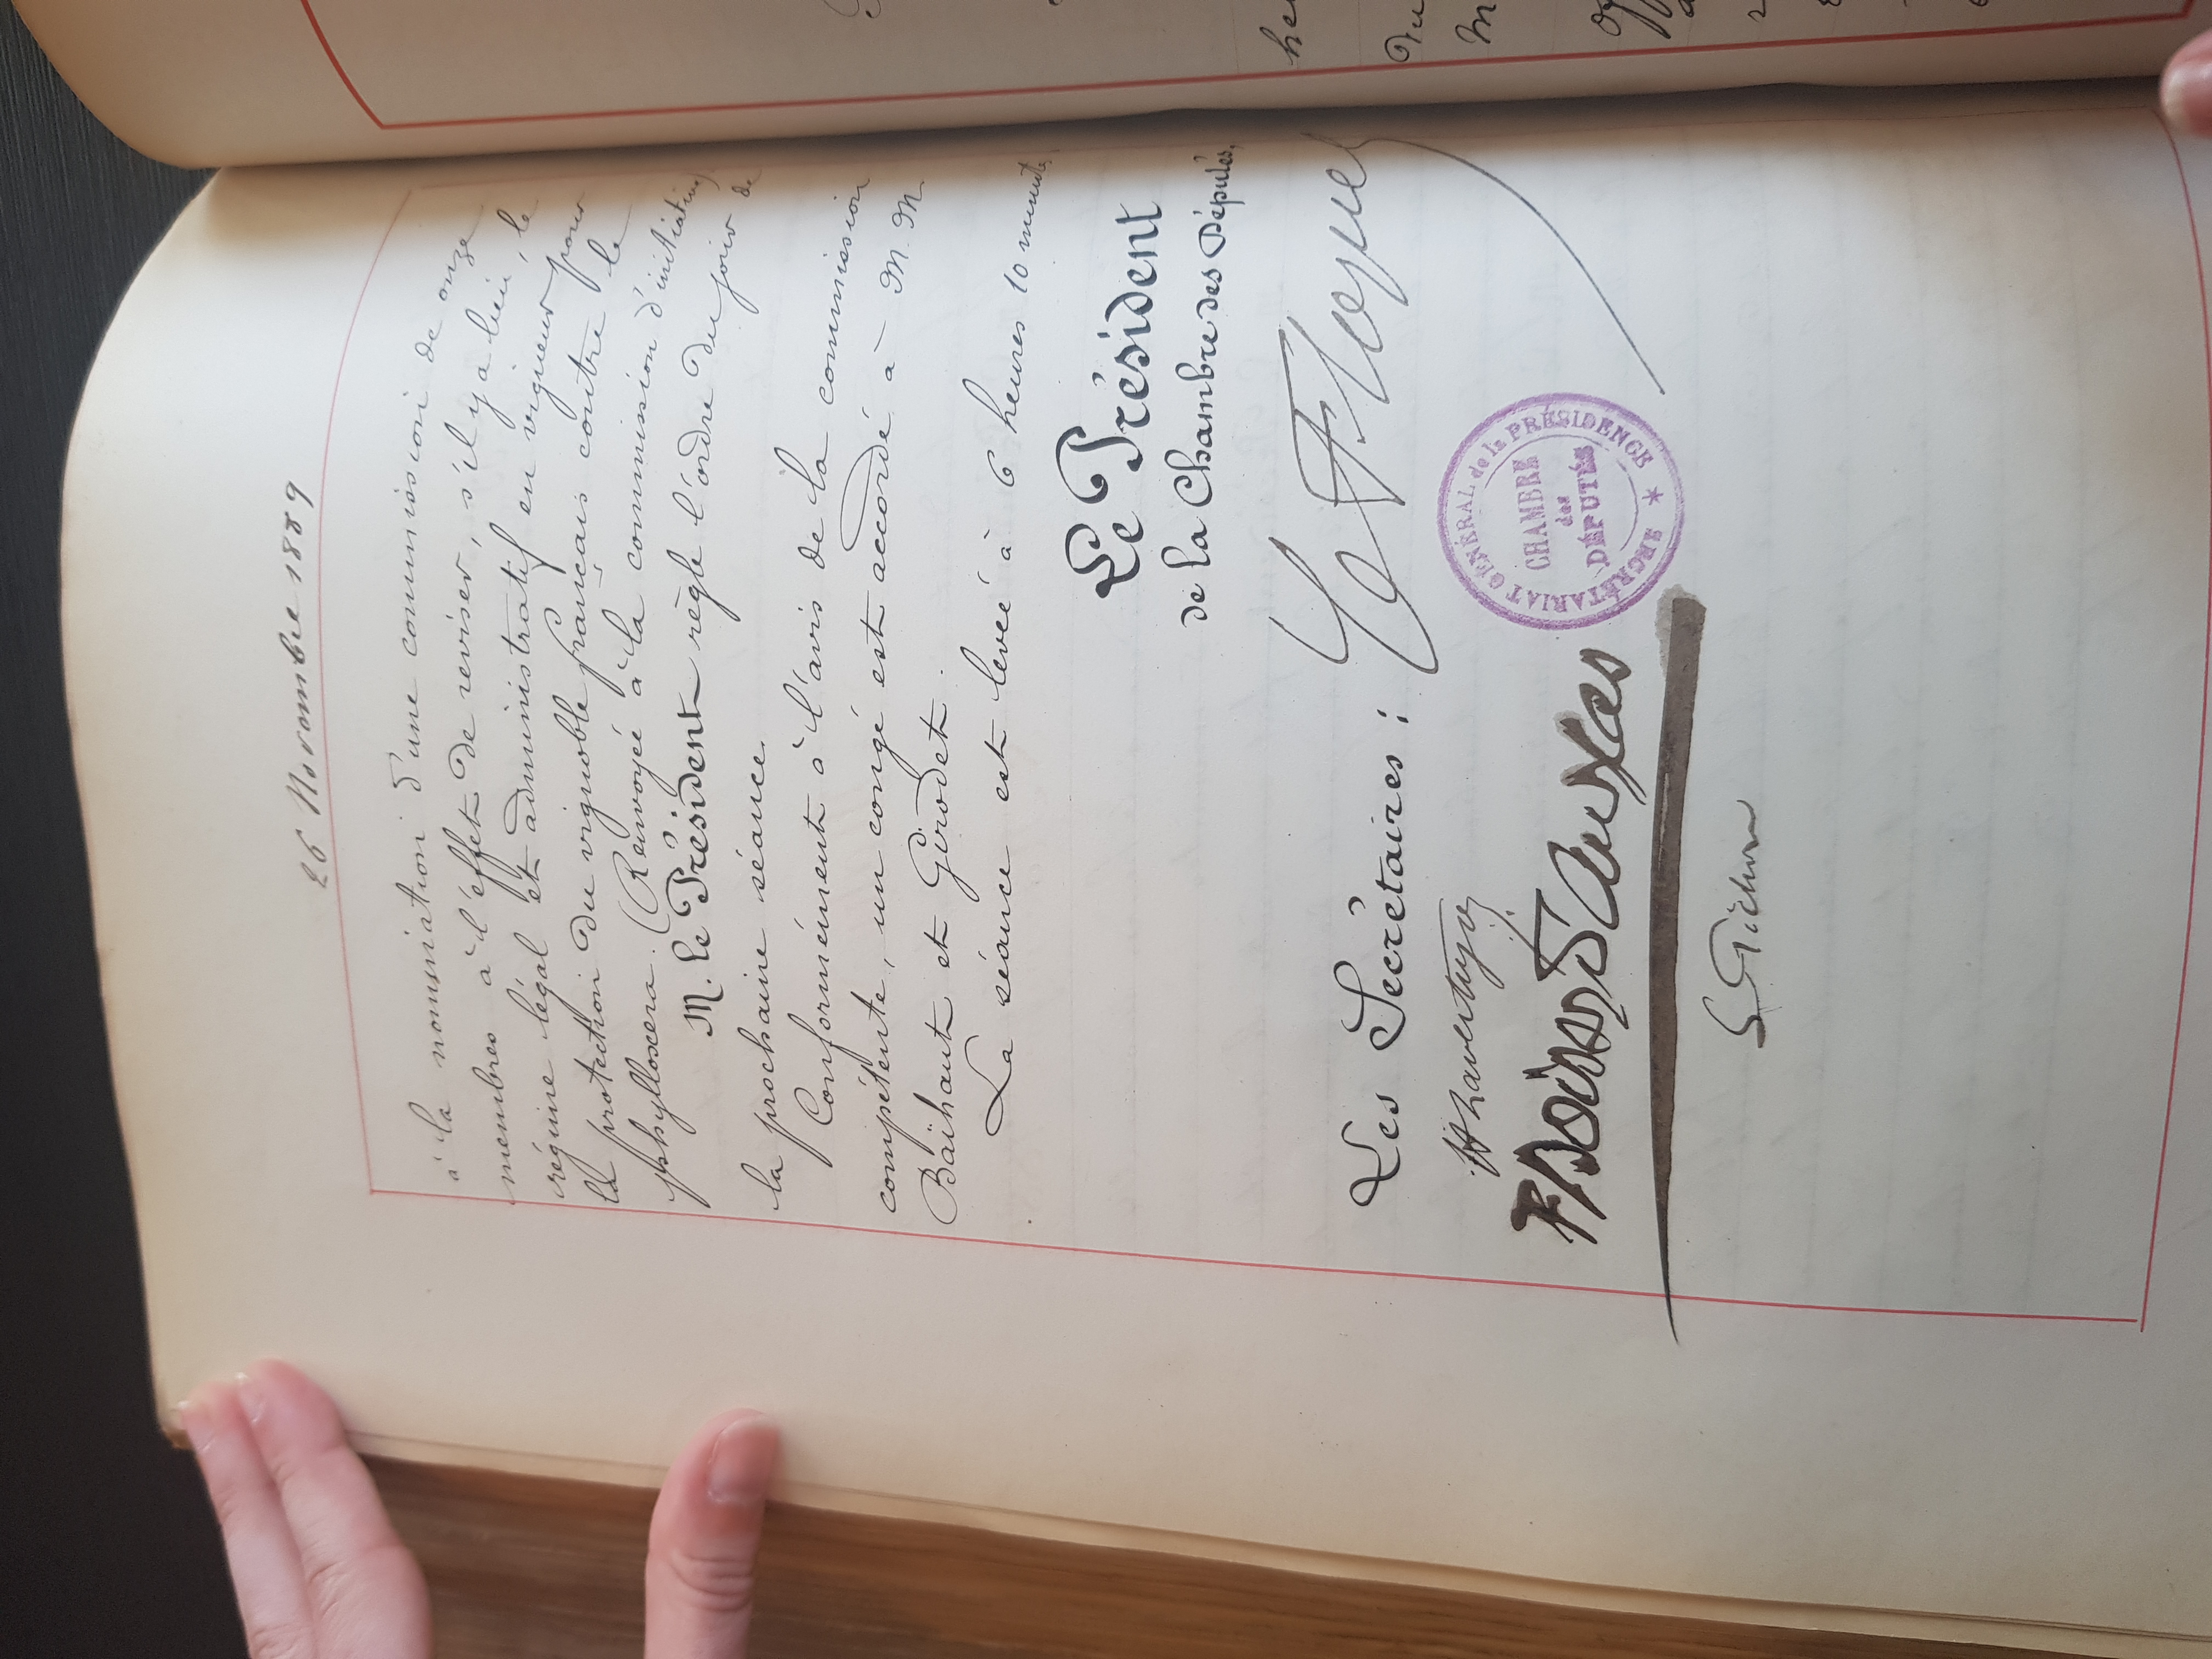 26 Novembre 1889
à la nomination d'une commission de onze
membres à l'effet de reviser, s'il y a lieu, le
régime légal et administratif en vigueur pour
la protection du vignoble français contre le
phylloxera. (Renvoyée à la commission d'initiative)
M. le Président règle l'ordre du jour de
la prochaine séance.
Conformément à l'avis de la commission
compétente, un congé est accordé à M. M
Baïhaut et Girodet.
La séance est levée à 6 heures 10 minutes
Le Président
de la Chambre des Députés,
Ch Floquet
Les Secrétaires :
HLavertujon
F Boissy d'Anglas
S Pichon
SECRÉTARIAT GÉNÉRAL de la PRÉSIDENCE
CHAMBRE
des
DÉPUTÉS